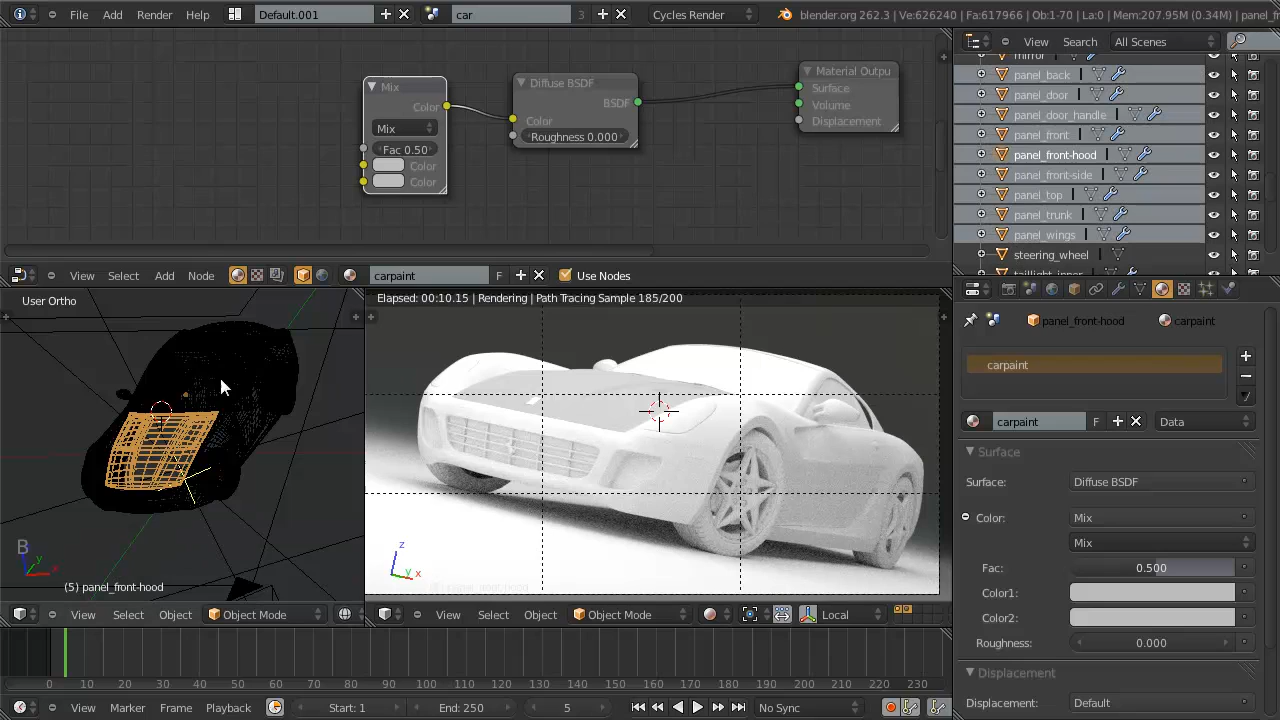 File Add Render Help Default.001 car 3 Cycles Render blender.org 262.3 | Ve:626240 | Fa:617966 | Ob:1-70 | La:0 | Mem:207.95M (0.34M) | panel_fr
View Search All Scenes
Mix
Color
Mix
Fac 0.50
Color
Color
Diffuse BSDF
BSDF
Color
Roughness 0.000
Material Outpu
Surface
Volume
Displacement
mirror
panel_back
panel_door
panel_door_handle
panel_front
panel_front-hood
panel_front-side
panel_top
panel_trunk
panel_wings
steering_wheel
taillight_inner
View Select Add Node carpaint F Use Nodes
User Ortho
B
z
y
x
(5) panel_front-hood
View Select Object Object Mode
Elapsed: 00:10.15 | Rendering | Path Tracing Sample 185/200
z
y
x
View Select Object Object Mode Local
panel_front-hood carpaint
carpaint
carpaint F Data
Surface
Surface: Diffuse BSDF
Color: Mix
Mix
Fac: 0.500
Color1:
Color2:
Roughness: 0.000
Displacement
Displacement: Default
0 10 20 30 40 50 60 70 80 90 100 110 120 130 140 150 160 170 180 190 200 210 220 230
View Marker Frame Playback Start: 1 End: 250 5 No Sync